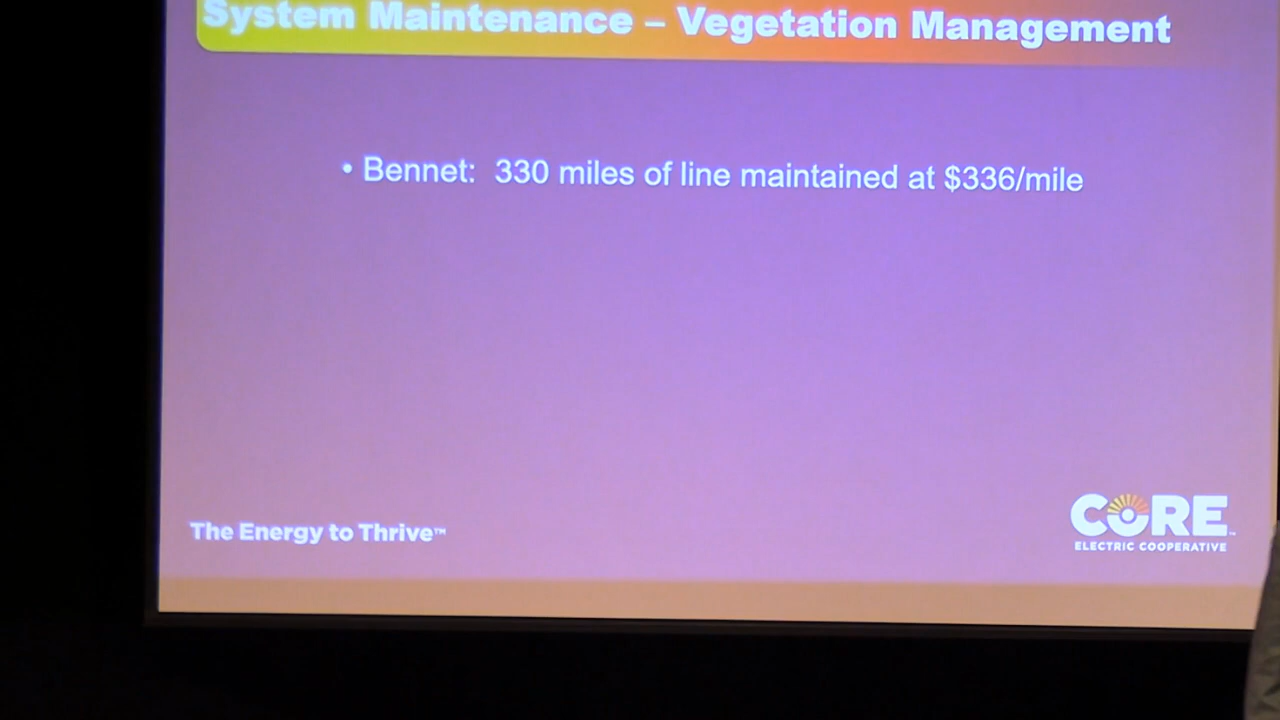 System Maintenance – Vegetation Management
• Bennet: 330 miles of line maintained at $336/mile
The Energy to Thrive™
CORE™
ELECTRIC COOPERATIVE